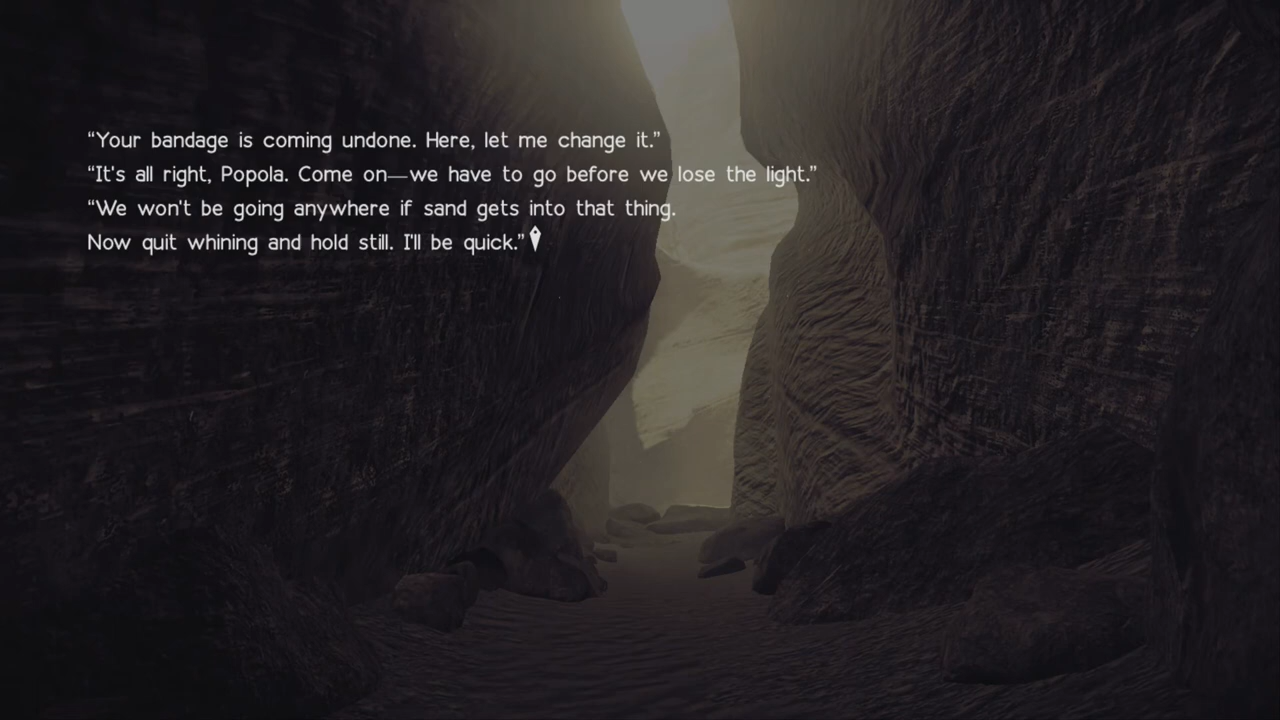 “Your bandage is coming undone. Here, let me change it.”
“It's all right, Popola. Come on—we have to go before we lose the light.”
“We won't be going anywhere if sand gets into that thing.
Now quit whining and hold still. I'll be quick.”